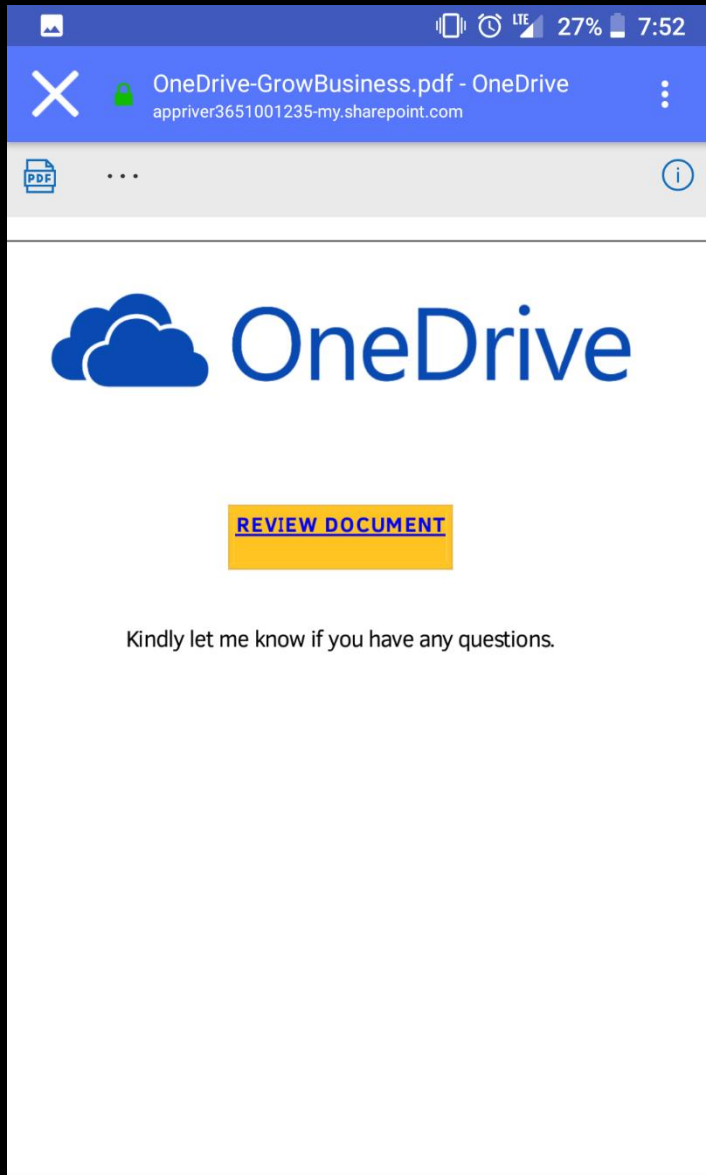 LTE 27% 7:52
OneDrive-GrowBusiness.pdf - OneDrive
appriver3651001235-my.sharepoint.com
PDF ... i
OneDrive
REVIEW DOCUMENT
Kindly let me know if you have any questions.